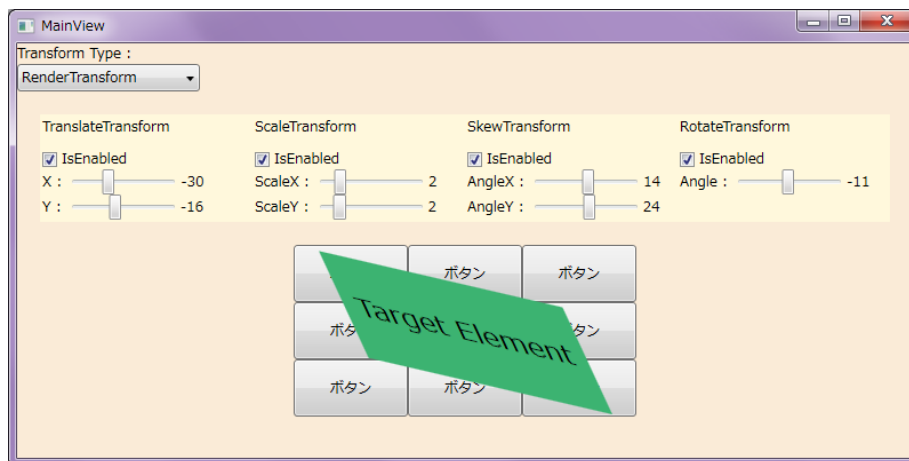 MainView
Transform Type :
RenderTransform
TranslateTransform ScaleTransform SkewTransform RotateTransform
IsEnabled IsEnabled IsEnabled IsEnabled
X : -30 ScaleX : 2 AngleX : 14 Angle : -11
Y : -16 ScaleY : 2 AngleY : 24
ボタン ボタン
Target Element
ボタン ボタン